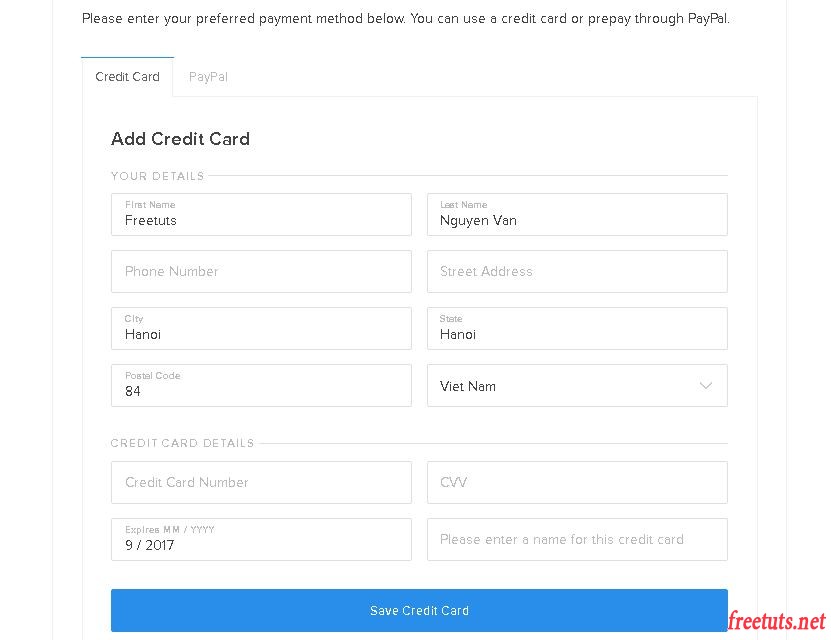 Please enter your preferred payment method below. You can use a credit card or prepay through PayPal.
Credit Card PayPal
Add Credit Card
YOUR DETAILS
First Name Last Name
Freetuts Nguyen Van
Phone Number Street Address
City State
Hanoi Hanoi
Postal Code
84 Viet Nam
CREDIT CARD DETAILS
Credit Card Number CVV
Expires MM / YYYY
9 / 2017 Please enter a name for this credit card
Save Credit Card
freetuts.net